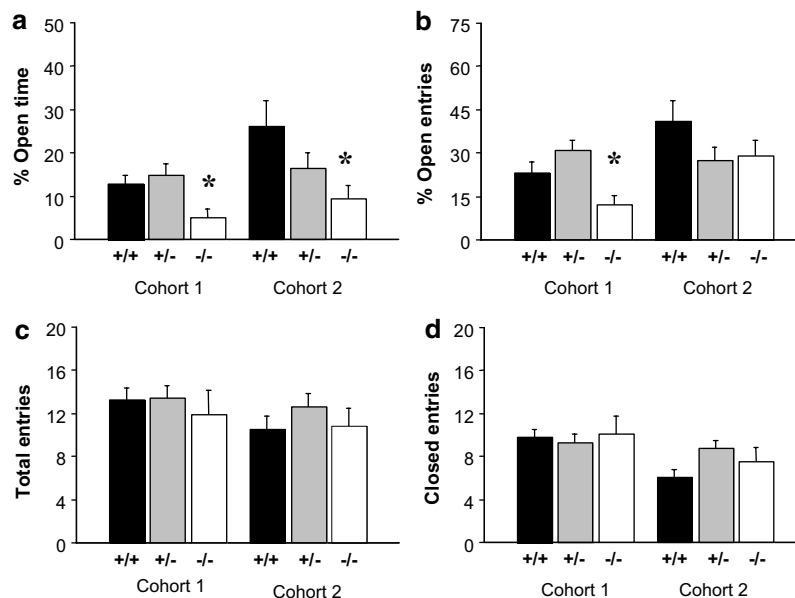 a
% Open time
50
40
30
20
10
0
*
*
+/+ +/- -/- +/+ +/- -/-
Cohort 1 Cohort 2
b
% Open entries
75
60
45
30
15
0
*
+/+ +/- -/- +/+ +/- -/-
Cohort 1 Cohort 2
c
Total entries
20
16
12
8
4
0
+/+ +/- -/- +/+ +/- -/-
Cohort 1 Cohort 2
d
Closed entries
20
16
12
8
4
0
+/+ +/- -/- +/+ +/- -/-
Cohort 1 Cohort 2